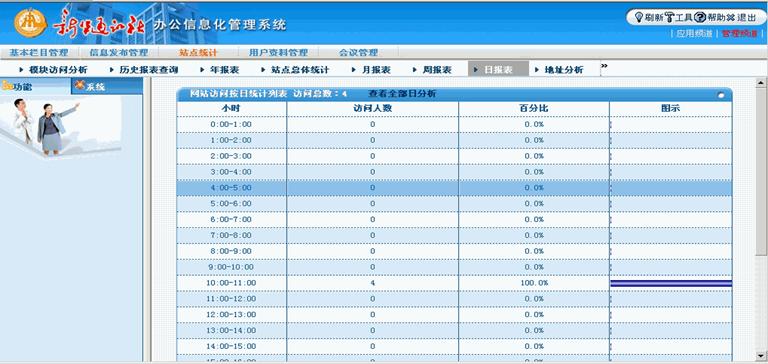 新华通讯社 办公信息化管理系统
刷新 工具 帮助 退出
应用频道 管理频道
基本栏目管理 信息发布管理 站点统计 用户资料管理 会议管理
模块访问分析 历史报表查询 年报表 站点总体统计 月报表 周报表 日报表 地址分析 »
功能 系统
网站访问按日统计列表 访问总数:4 查看全部日分析
小时 访问人数 百分比 图示
0:00-1:00 0 0.0%
1:00-2:00 0 0.0%
2:00-3:00 0 0.0%
3:00-4:00 0 0.0%
4:00-5:00 0 0.0%
5:00-6:00 0 0.0%
6:00-7:00 0 0.0%
7:00-8:00 0 0.0%
8:00-9:00 0 0.0%
9:00-10:00 0 0.0%
10:00-11:00 4 100.0%
11:00-12:00 0 0.0%
12:00-13:00 0 0.0%
13:00-14:00 0 0.0%
14:00-15:00 0 0.0%
15:00-16:00 0 0.0%